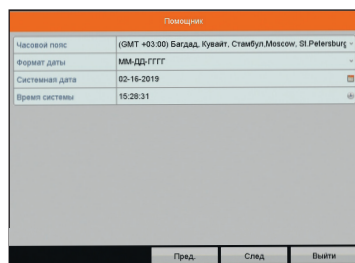 Помощник
Часовой пояс (GMT +03:00) Багдад, Кувайт, Стамбул,Moscow, St.Petersburg
Формат даты ММ-ДД-ГГГГ
Системная дата 02-16-2019
Время системы 15:28:31
Пред. След Выйти